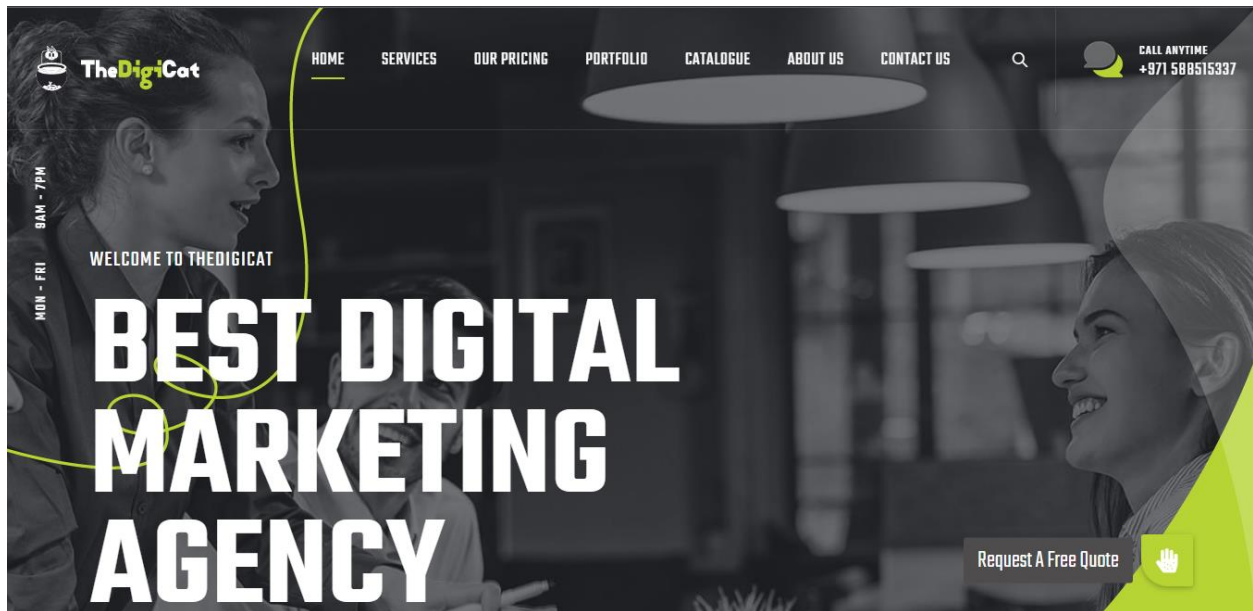 TheDigiCat
HOME SERVICES OUR PRICING PORTFOLIO CATALOGUE ABOUT US CONTACT US
CALL ANYTIME
+971 588515337
MON - FRI 9AM - 7PM
WELCOME TO THEDIGICAT
BEST DIGITAL
MARKETING
AGENCY
Request A Free Quote